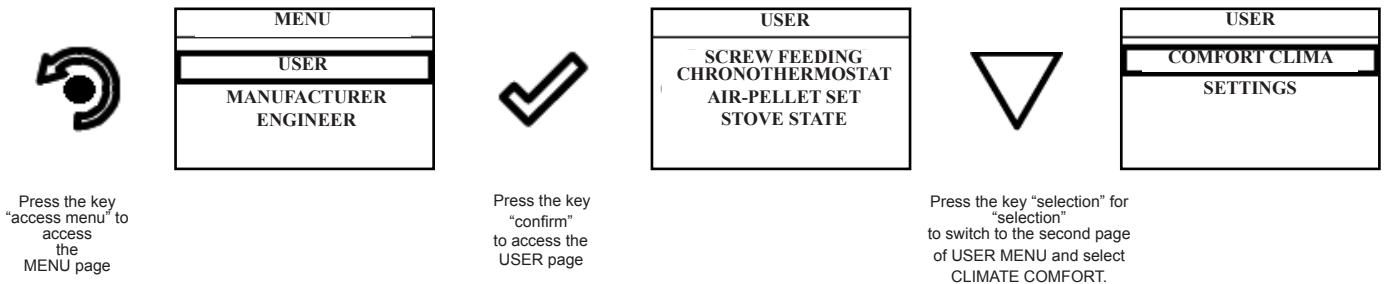 MENU
USER
MANUFACTURER
ENGINEER
USER
SCREW FEEDING
CHRONOTHERMOSTAT
AIR-PELLET SET
STOVE STATE
USER
COMFORT CLIMA
SETTINGS
Press the key
“access menu” to
access
the
MENU page
Press the key
“confirm”
to access the
USER page
Press the key “selection” for
“selection”
to switch to the second page
of USER MENU and select
CLIMATE COMFORT.